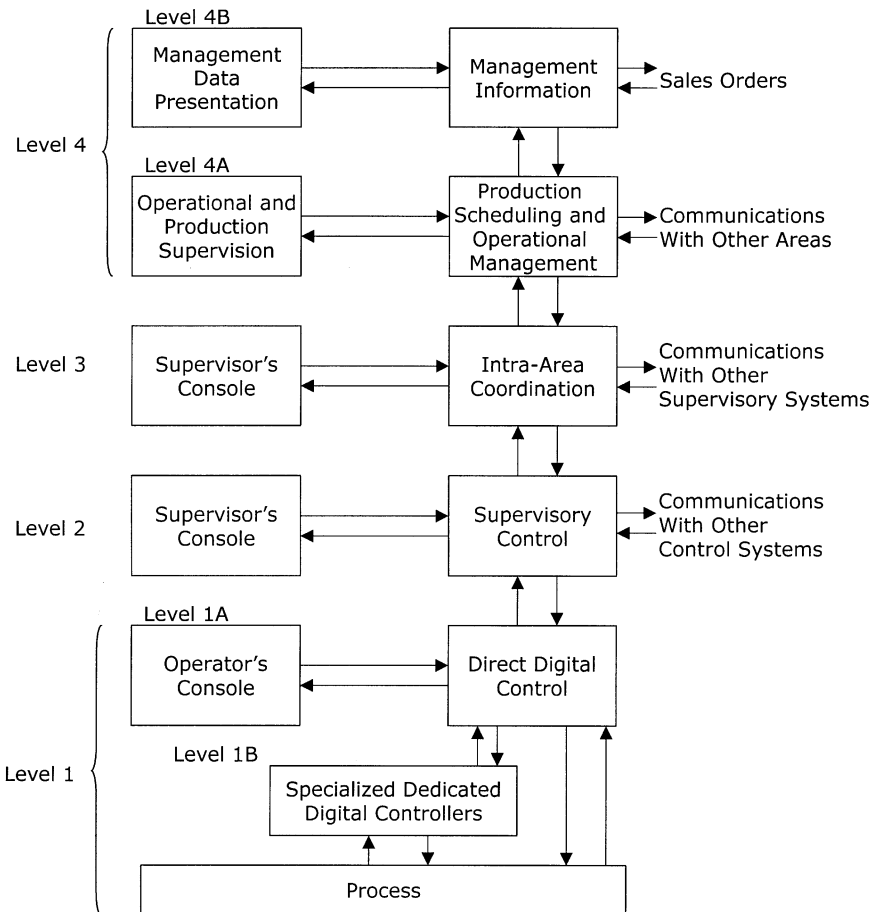 Level 4B
Management
Data
Presentation
Management
Information
Sales Orders
Level 4
Level 4A
Operational and
Production
Supervision
Production
Scheduling and
Operational
Management
Communications
With Other Areas
Level 3
Supervisor's
Console
Intra-Area
Coordination
Communications
With Other
Supervisory Systems
Level 2
Supervisor's
Console
Supervisory
Control
Communications
With Other
Control Systems
Level 1A
Operator's
Console
Direct Digital
Control
Level 1B
Level 1
Specialized Dedicated
Digital Controllers
Process